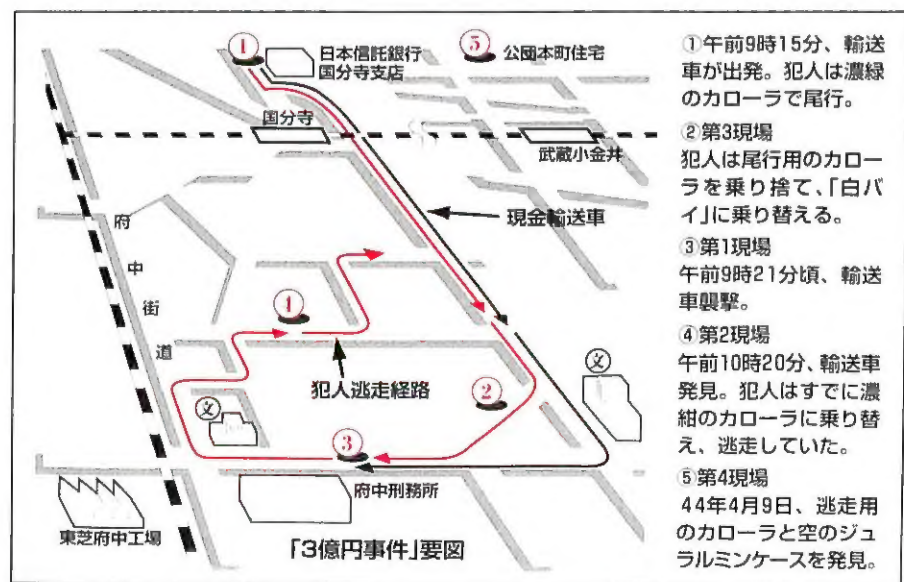 ①
日本信託銀行
国分寺支店
⑤ 公団本町住宅
国分寺
武蔵小金井
現金輸送車
府中街道
④
犯人逃走経路
②
文
文
③
府中刑務所
東芝府中工場
「3億円事件」要図
①午前9時15分、輸送
車が出発。犯人は濃緑
のカローラで尾行。
②第3現場
犯人は尾行用のカロー
ラを乗り捨て、「白バ
イ」に乗り替える。
③第1現場
午前9時21分頃、輸送
車襲撃。
④第2現場
午前10時20分、輸送車
発見。犯人はすでに濃
紺のカローラに乗り替
え、逃走していた。
⑤第4現場
44年4月9日、逃走用
のカローラと空のジュ
ラルミンケースを発見。